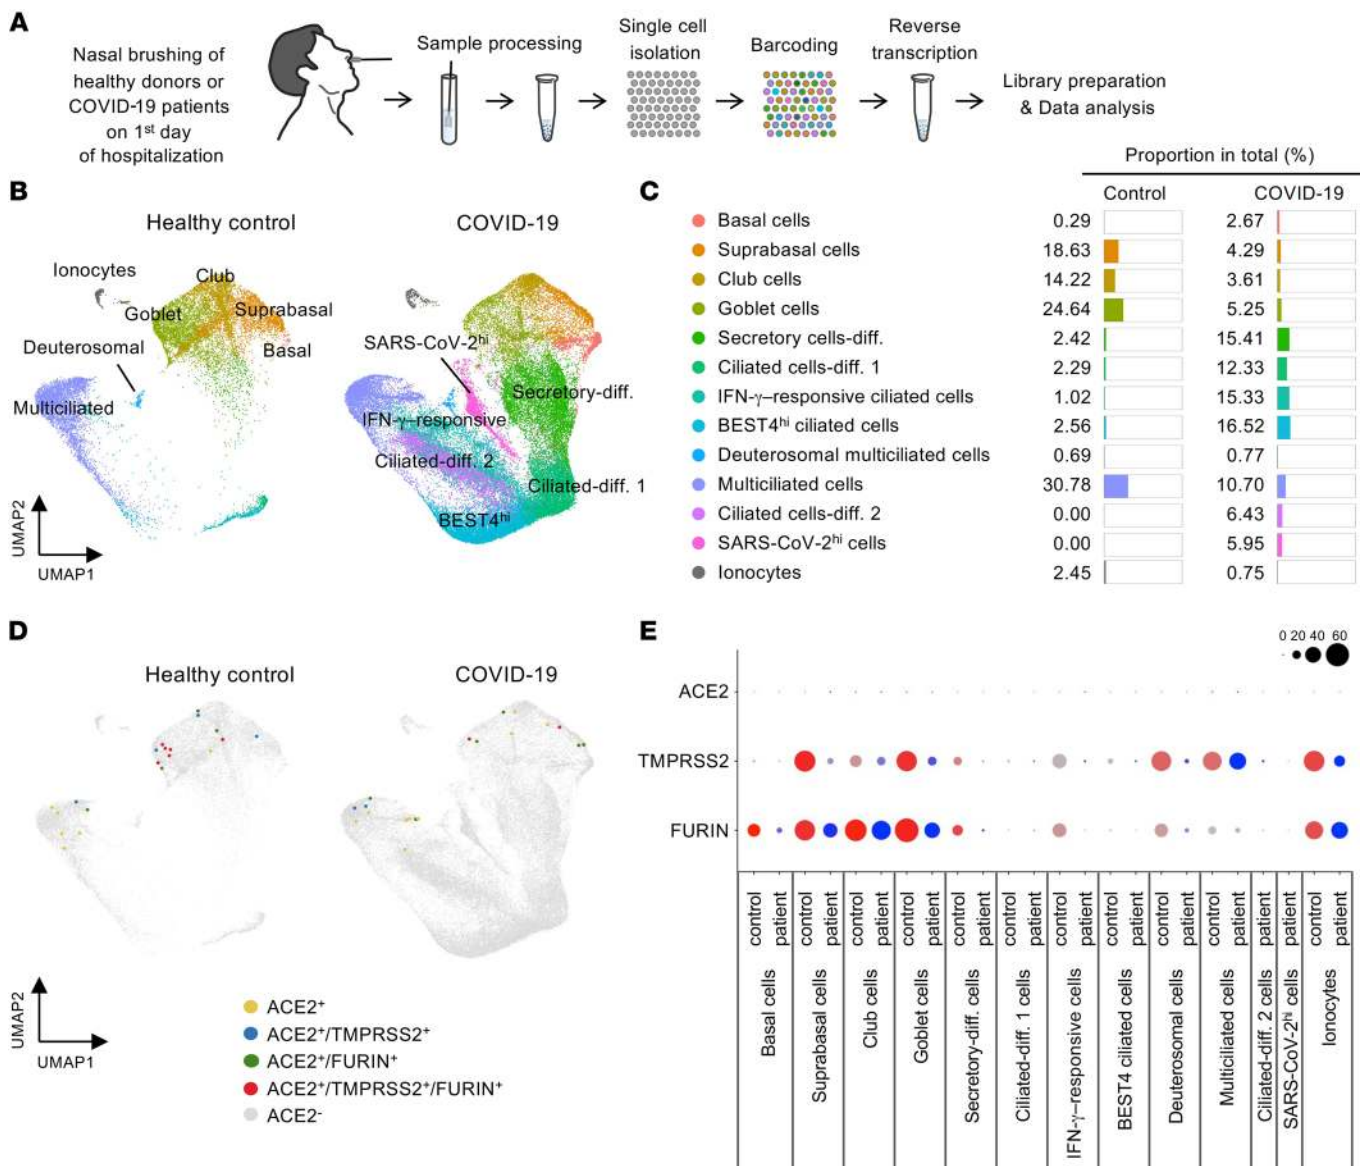 A
Nasal brushing of
healthy donors or
COVID-19 patients
on 1st day
of hospitalization
Sample processing
Single cell
isolation
Barcoding
Reverse
transcription
Library preparation
& Data analysis
B
Healthy control
COVID-19
Ionocytes
Club
Goblet
Suprabasal
Deuterosomal
Basal
Multiciliated
SARS-CoV-2hi
Secretory-diff.
IFN-γ–responsive
Ciliated-diff. 2
Ciliated-diff. 1
BEST4hi
UMAP2
UMAP1
C
Proportion in total (%)
Control COVID-19
Basal cells 0.29 2.67
Suprabasal cells 18.63 4.29
Club cells 14.22 3.61
Goblet cells 24.64 5.25
Secretory cells-diff. 2.42 15.41
Ciliated cells-diff. 1 2.29 12.33
IFN-γ–responsive ciliated cells 1.02 15.33
BEST4hi ciliated cells 2.56 16.52
Deuterosomal multiciliated cells 0.69 0.77
Multiciliated cells 30.78 10.70
Ciliated cells-diff. 2 0.00 6.43
SARS-CoV-2hi cells 0.00 5.95
Ionocytes 2.45 0.75
D
Healthy control
COVID-19
UMAP2
UMAP1
ACE2+
ACE2+/TMPRSS2+
ACE2+/FURIN+
ACE2+/TMPRSS2+/FURIN+
ACE2-
E
0 20 40 60
ACE2
TMPRSS2
FURIN
control patient control patient control patient control patient control patient control patient control patient control patient control patient control patient patient patient control patient
Basal cells
Suprabasal cells
Club cells
Goblet cells
Secretory-diff. cells
Ciliated-diff. 1 cells
IFN-γ–responsive cells
BEST4 ciliated cells
Deuterosomal cells
Multiciliated cells
Ciliated-diff. 2 cells
SARS-CoV-2hi cells
Ionocytes